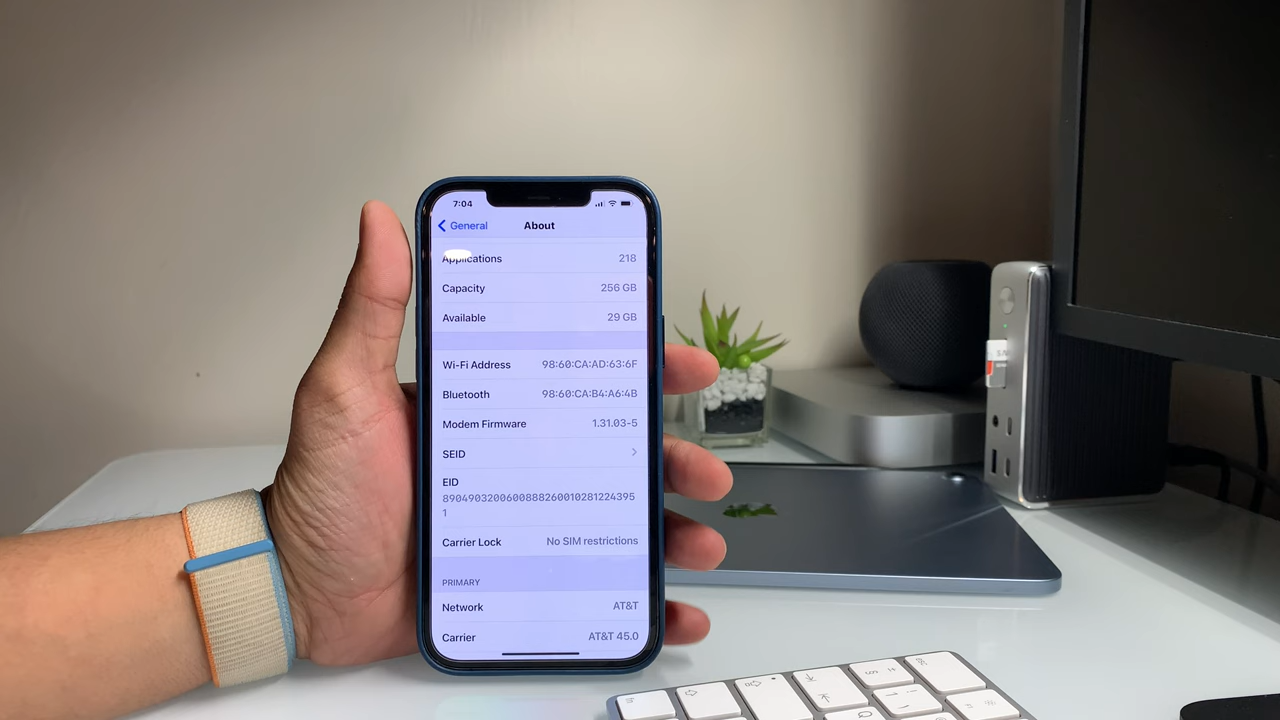 7:04
General
About
Applications 218
Capacity 256 GB
Available 29 GB
Wi-Fi Address 98:60:CA:AD:63:6F
Bluetooth 98:60:CA:B4:A6:4B
Modem Firmware 1.31.03-5
SEID
EID
89049032006008888260010281224395
1
Carrier Lock No SIM restrictions
PRIMARY
Network AT&T
Carrier AT&T 45.0